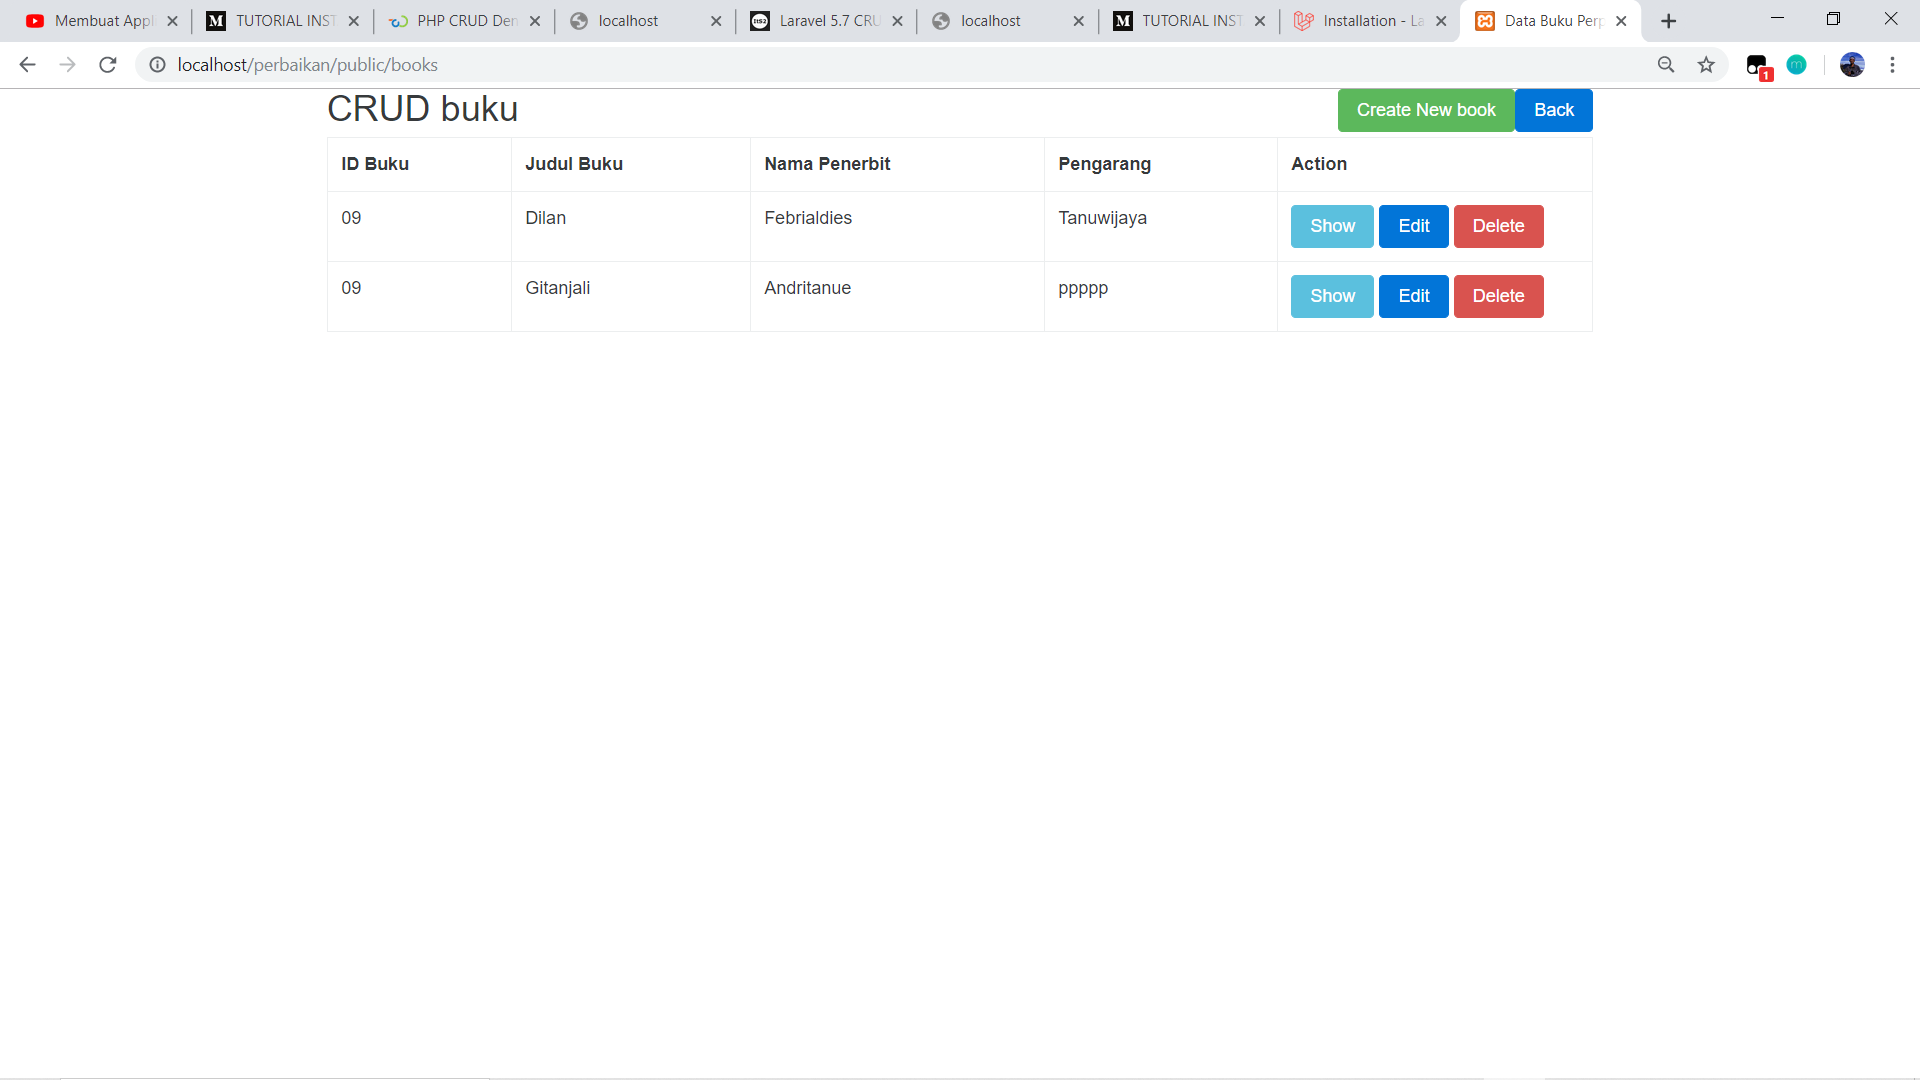 Membuat Appl
TUTORIAL INST
PHP CRUD Den
localhost
Laravel 5.7 CRU
localhost
TUTORIAL INST
Installation - La
Data Buku Perp
localhost/perbaikan/public/books
1
m
CRUD buku
Create New book Back
ID Buku Judul Buku Nama Penerbit Pengarang Action
09 Dilan Febrialdies Tanuwijaya Show Edit Delete
09 Gitanjali Andritanue ppppp Show Edit Delete